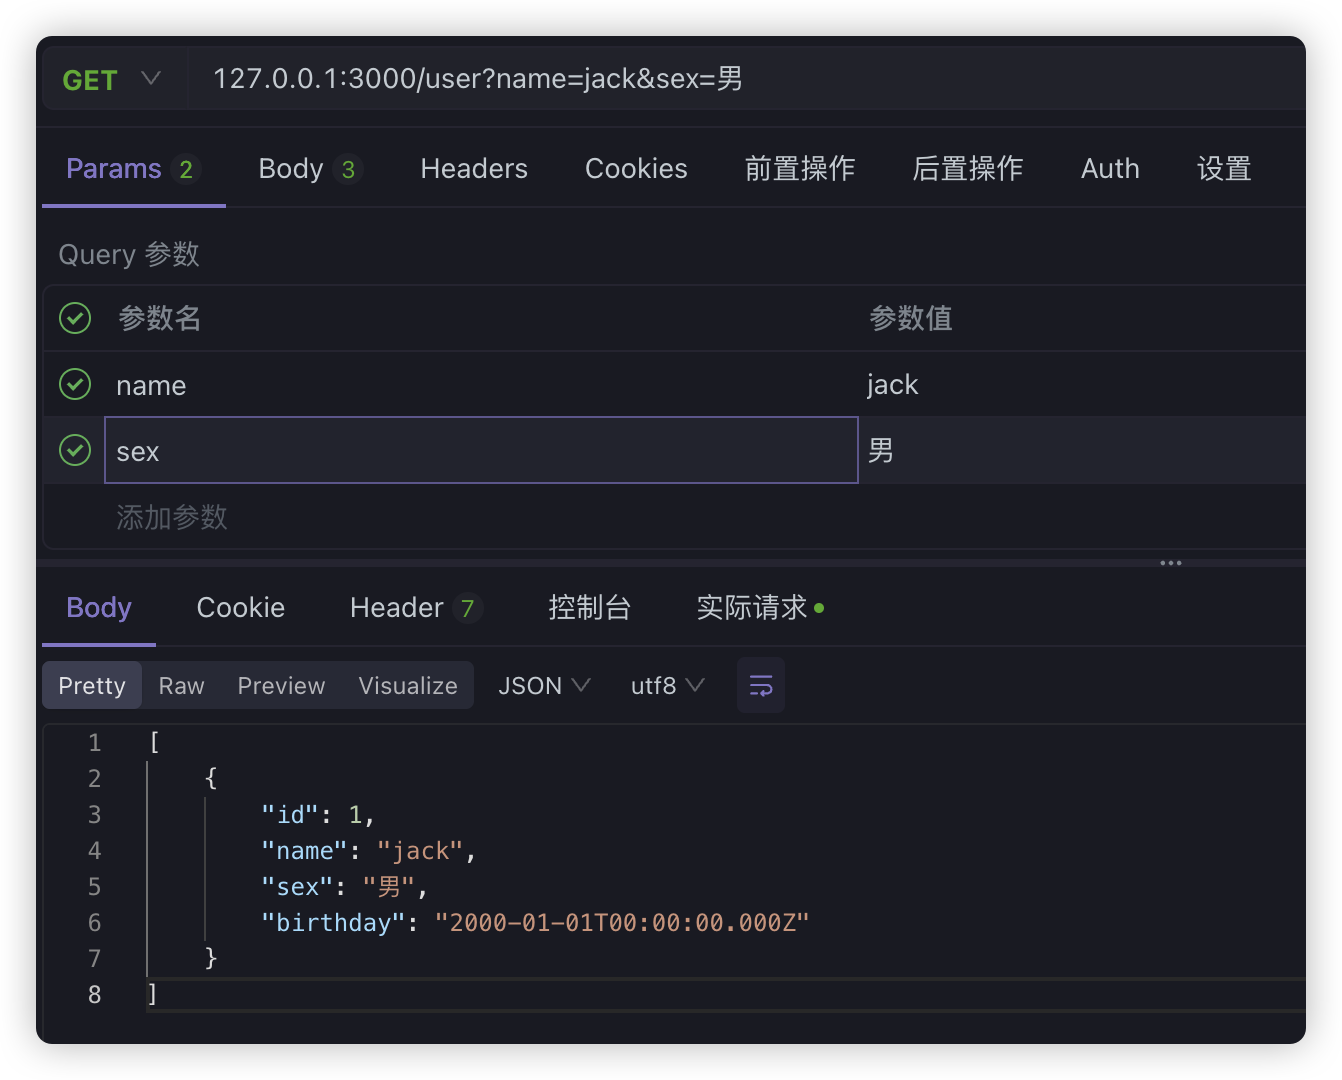 GET 127.0.0.1:3000/user?name=jack&sex=男
Params 2 Body 3 Headers Cookies 前置操作 后置操作 Auth 设置
Query 参数
参数名 参数值
name jack
sex 男
添加参数
Body Cookie Header 7 控制台 实际请求
Pretty Raw Preview Visualize JSON utf8
1 [
2 {
3 "id": 1,
4 "name": "jack",
5 "sex": "男",
6 "birthday": "2000-01-01T00:00:00.000Z"
7 }
8 ]